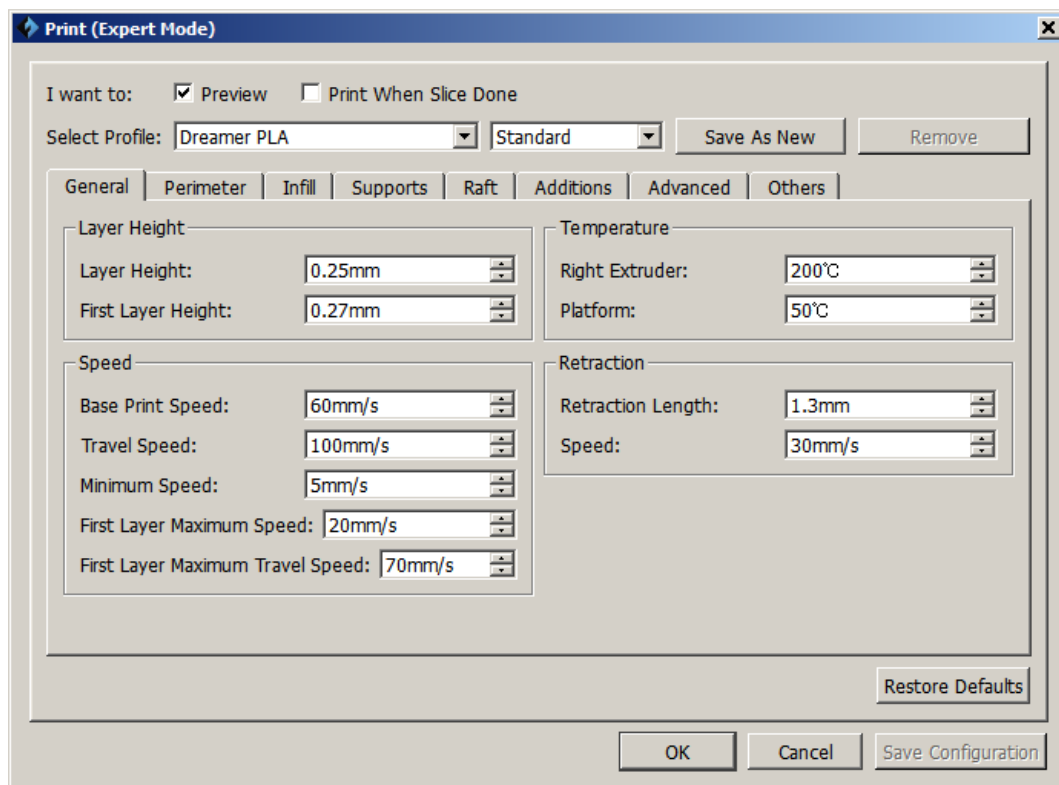 Print (Expert Mode)
I want to: Preview Print When Slice Done
Select Profile: Dreamer PLA Standard Save As New Remove
General Perimeter Infill Supports Raft Additions Advanced Others
Layer Height
Layer Height: 0.25mm
First Layer Height: 0.27mm
Temperature
Right Extruder: 200℃
Platform: 50℃
Speed
Base Print Speed: 60mm/s
Travel Speed: 100mm/s
Minimum Speed: 5mm/s
First Layer Maximum Speed: 20mm/s
First Layer Maximum Travel Speed: 70mm/s
Retraction
Retraction Length: 1.3mm
Speed: 30mm/s
Restore Defaults
OK Cancel Save Configuration